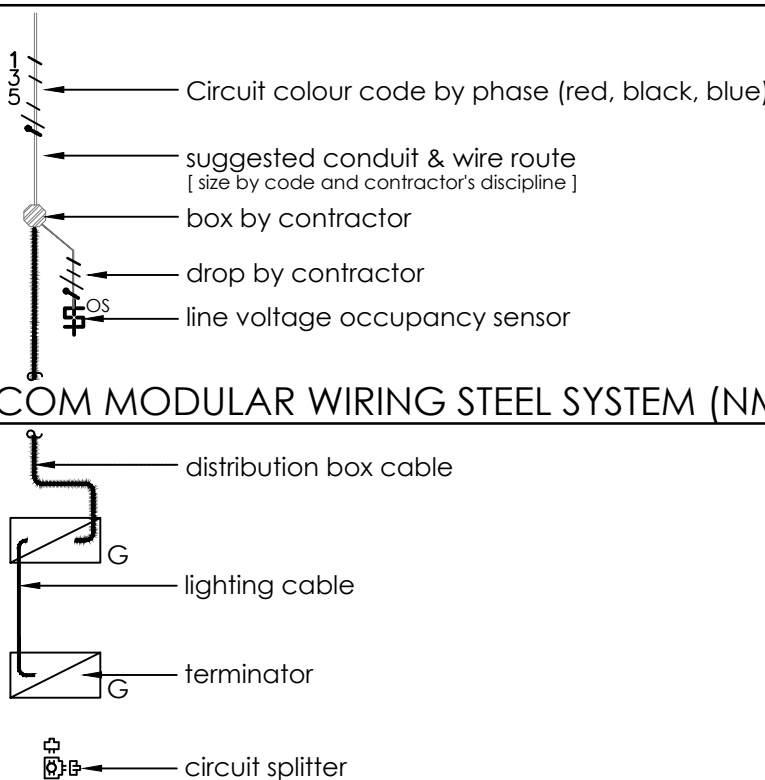 1
3
5
Circuit colour code by phase (red, black, blue)
suggested conduit & wire route
[ size by code and contractor's discipline ]
box by contractor
drop by contractor
OS
line voltage occupancy sensor
COM MODULAR WIRING STEEL SYSTEM (NM
distribution box cable
G
lighting cable
terminator
G
circuit splitter